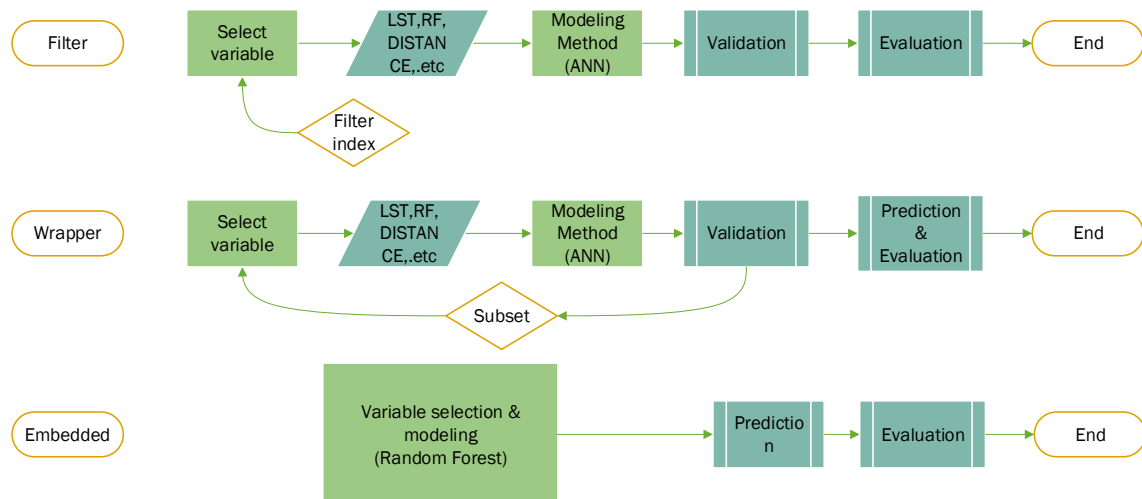 Filter
Select
variable
LST,RF,
DISTAN
CE,.etc
Modeling
Method
(ANN)
Validation
Evaluation
End
Filter
index
Wrapper
Select
variable
LST,RF,
DISTAN
CE,.etc
Modeling
Method
(ANN)
Validation
Prediction
&
Evaluation
End
Subset
Embedded
Variable selection &
modeling
(Random Forest)
Predictio
n
Evaluation
End